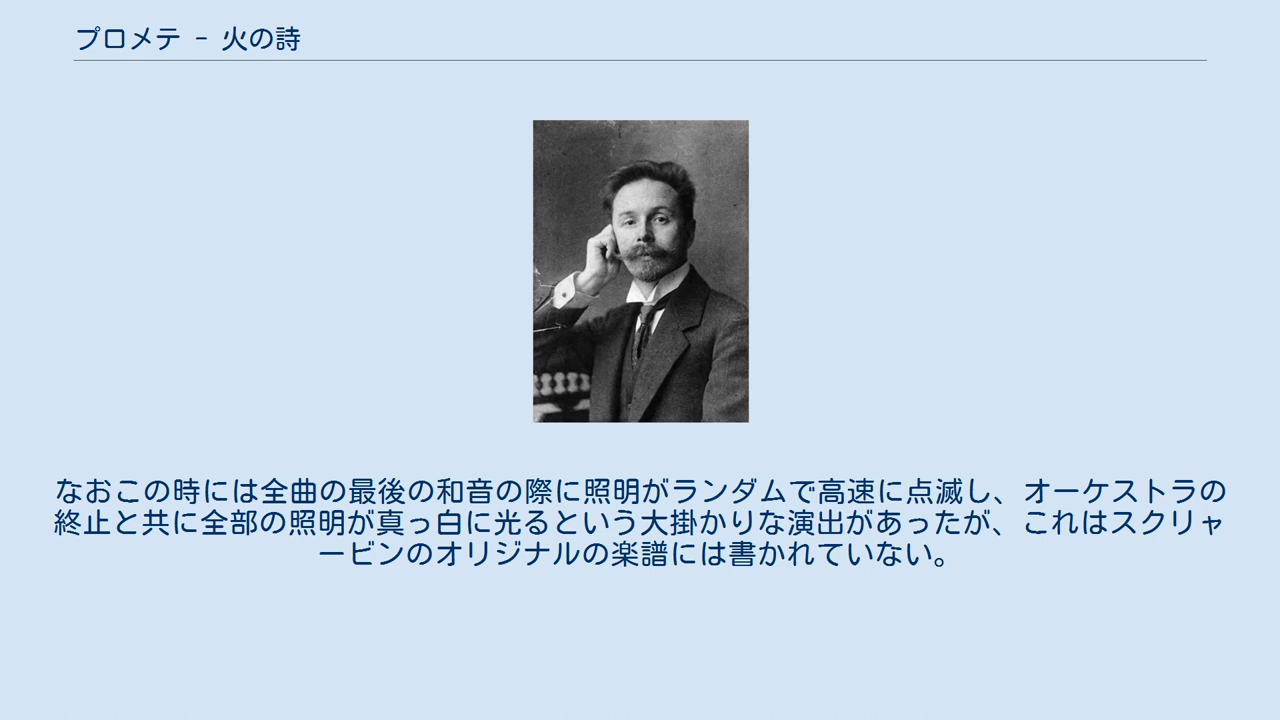 プロメテ - 火の詩
なおこの時には全曲の最後の和音の際に照明がランダムで高速に点滅し、オーケストラの
終止と共に全部の照明が真っ白に光るという大掛かりな演出があったが、これはスクリャ
ービンのオリジナルの楽譜には書かれていない。